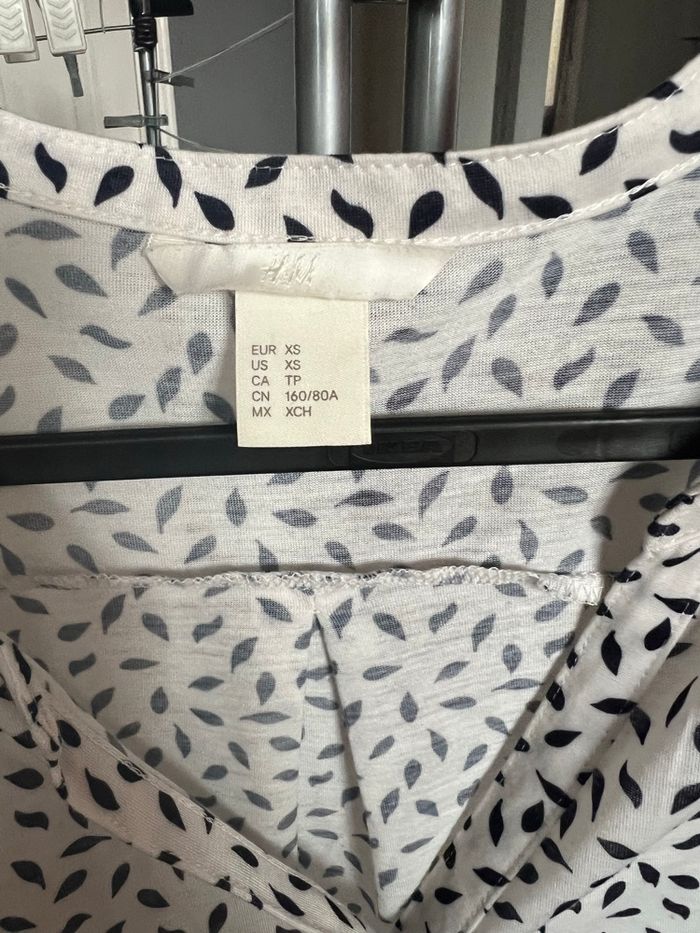 H&M
EUR XS
US XS
CA TP
CN 160/80A
MX XCH